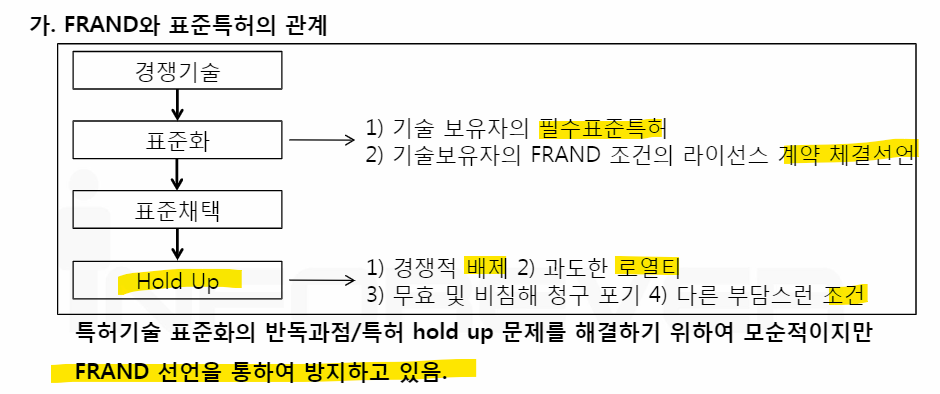 가. FRAND와 표준특허의 관계
경쟁기술
표준화
1) 기술 보유자의 필수표준특허
2) 기술보유자의 FRAND 조건의 라이선스 계약 체결선언
표준채택
Hold Up
1) 경쟁적 배제 2) 과도한 로열티
3) 무효 및 비침해 청구 포기 4) 다른 부담스런 조건
특허기술 표준화의 반독과점/특허 hold up 문제를 해결하기 위하여 모순적이지만
FRAND 선언을 통하여 방지하고 있음.